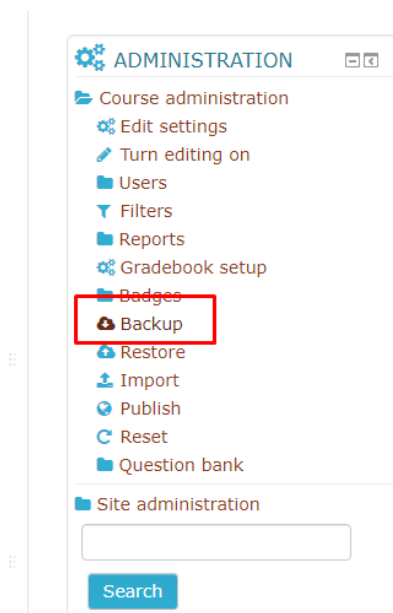 ADMINISTRATION
Course administration
Edit settings
Turn editing on
Users
Filters
Reports
Gradebook setup
Badges
Backup
Restore
Import
Publish
Reset
Question bank
Site administration
Search